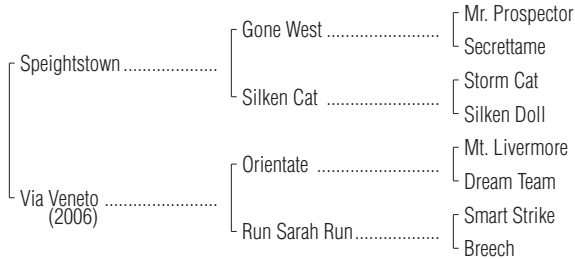 Mr. Prospector
Gone West ........................
Secrettame
Speightstown ....................
Storm Cat
Silken Cat ........................
Silken Doll
Mt. Livermore
Orientate ..........................
Dream Team
Via Veneto ........................
(2006)
Smart Strike
Run Sarah Run ..................
Breech